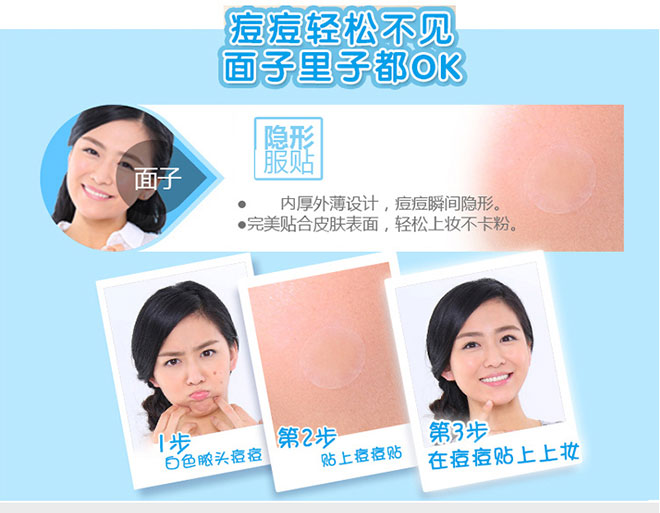 痘痘轻松不见
面子里子都OK
面子
隐形
服贴
● 内厚外薄设计，痘痘瞬间隐形。
●完美贴合皮肤表面，轻松上妆不卡粉。
1步
白色脓头痘痘
第2步
贴上痘痘贴
第3步
在痘痘贴上上妆